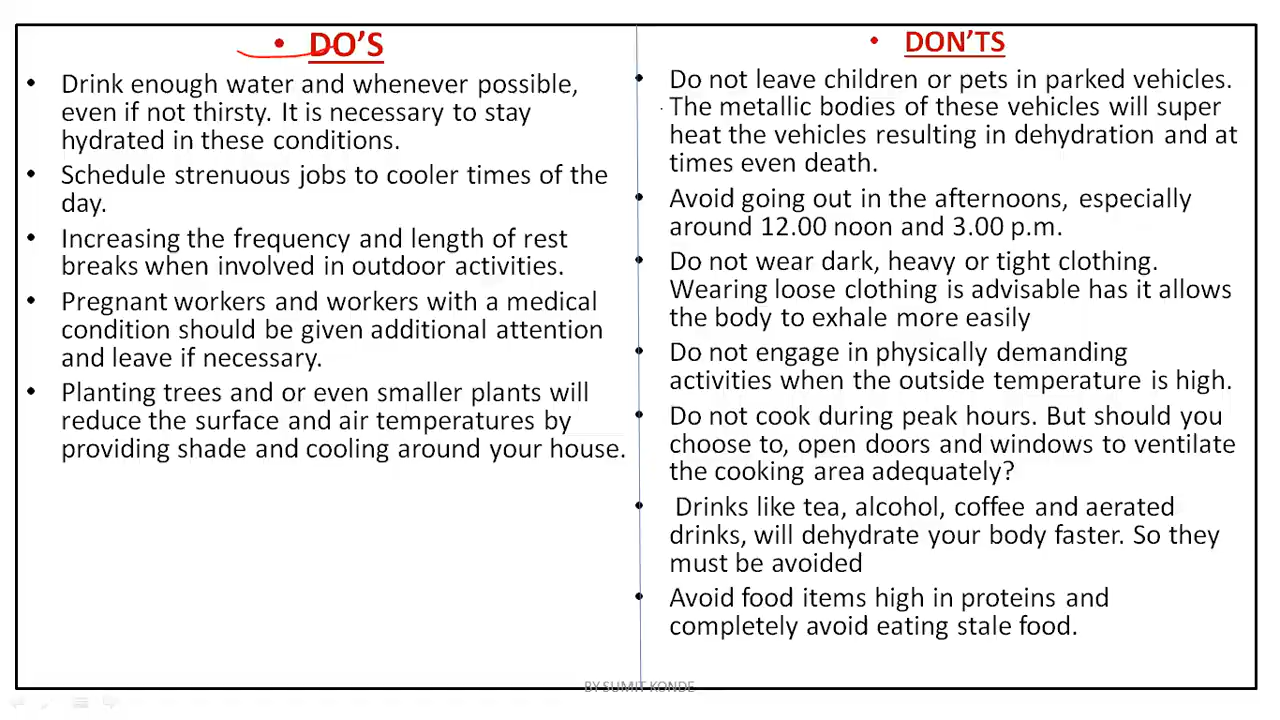 • DO'S
• Drink enough water and whenever possible,
even if not thirsty. It is necessary to stay
hydrated in these conditions.
• Schedule strenuous jobs to cooler times of the
day.
• Increasing the frequency and length of rest
breaks when involved in outdoor activities.
• Pregnant workers and workers with a medical
condition should be given additional attention
and leave if necessary.
• Planting trees and or even smaller plants will
reduce the surface and air temperatures by
providing shade and cooling around your house.
• DON'TS
• Do not leave children or pets in parked vehicles.
The metallic bodies of these vehicles will super
heat the vehicles resulting in dehydration and at
times even death.
• Avoid going out in the afternoons, especially
around 12.00 noon and 3.00 p.m.
• Do not wear dark, heavy or tight clothing.
Wearing loose clothing is advisable has it allows
the body to exhale more easily
• Do not engage in physically demanding
activities when the outside temperature is high.
• Do not cook during peak hours. But should you
choose to, open doors and windows to ventilate
the cooking area adequately?
• Drinks like tea, alcohol, coffee and aerated
drinks, will dehydrate your body faster. So they
must be avoided
• Avoid food items high in proteins and
completely avoid eating stale food.
BY SUMIT KONDE